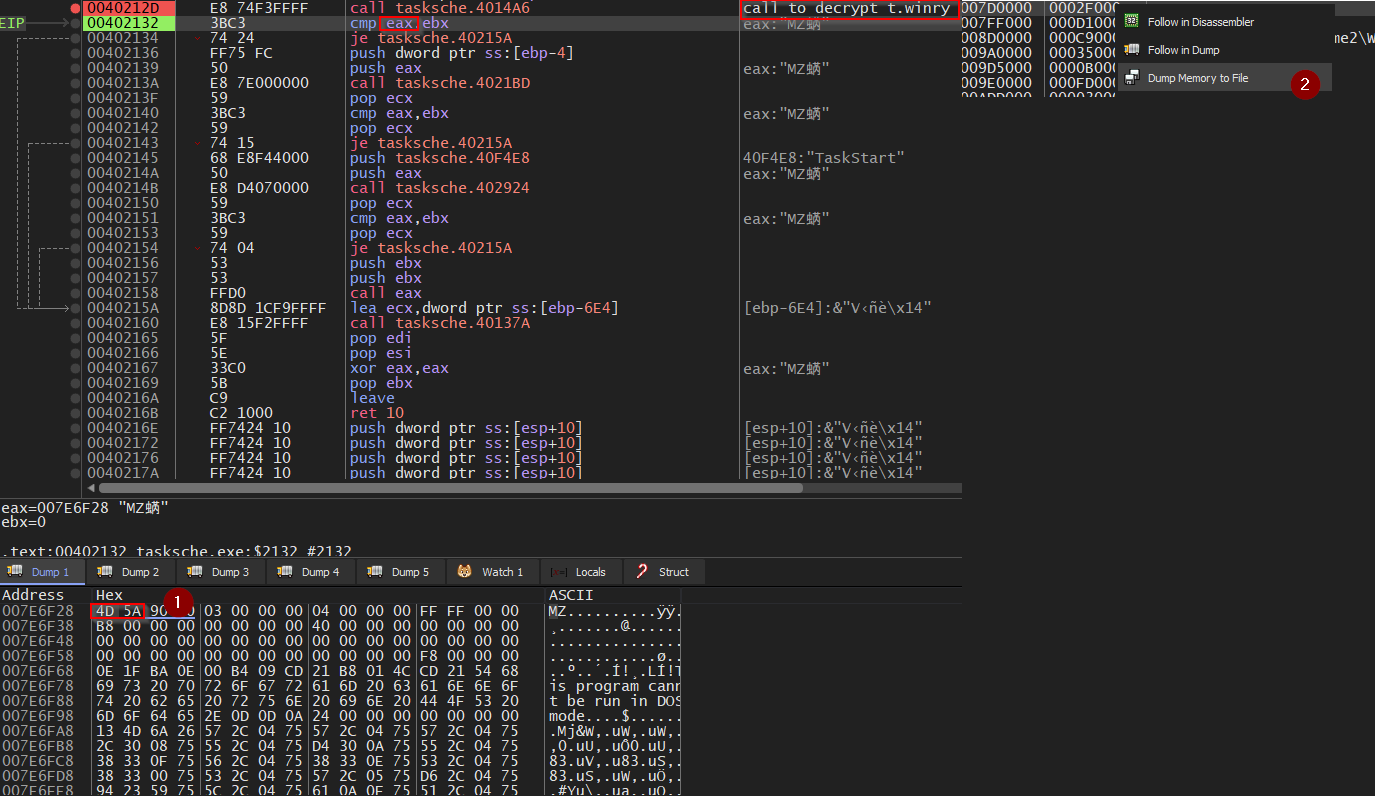 0040212D E8 74F3FFFF call tasksche.4014A6 call to decrypt t.winry
EIP 00402132 3BC3 cmp eax,ebx eax:"MZ蟎"
00402134 74 24 je tasksche.40215A
00402136 FF75 FC push dword ptr ss:[ebp-4]
00402139 50 push eax eax:"MZ蟎"
0040213A E8 7E000000 call tasksche.4021BD
0040213F 59 pop ecx
00402140 3BC3 cmp eax,ebx eax:"MZ蟎"
00402142 59 pop ecx
00402143 74 15 je tasksche.40215A
00402145 68 E8F44000 push tasksche.40F4E8 40F4E8:"TaskStart"
0040214A 50 push eax eax:"MZ蟎"
0040214B E8 D4070000 call tasksche.402924
00402150 59 pop ecx
00402151 3BC3 cmp eax,ebx eax:"MZ蟎"
00402153 59 pop ecx
00402154 74 04 je tasksche.40215A
00402156 53 push ebx
00402157 53 push ebx
00402158 FFD0 call eax
0040215A 8D8D 1CF9FFFF lea ecx,dword ptr ss:[ebp-6E4] [ebp-6E4]:&"V‹ñè\x14"
00402160 E8 15F2FFFF call tasksche.40137A
00402165 5F pop edi
00402166 5E pop esi
00402167 33C0 xor eax,eax eax:"MZ蟎"
00402169 5B pop ebx
0040216A C9 leave
0040216B C2 1000 ret 10
0040216E FF7424 10 push dword ptr ss:[esp+10] [esp+10]:&"V‹ñè\x14"
00402172 FF7424 10 push dword ptr ss:[esp+10] [esp+10]:&"V‹ñè\x14"
00402176 FF7424 10 push dword ptr ss:[esp+10] [esp+10]:&"V‹ñè\x14"
0040217A FF7424 10 push dword ptr ss:[esp+10] [esp+10]:&"V‹ñè\x14"
007D0000 0002F000
007FF000 000D1000
008D0000 000C9000 me2\W
009A0000 00035000
009D5000 0000B000
009E0000 000FD000
Follow in Disassembler
Follow in Dump
Dump Memory to File
2
eax=007E6F28 "MZ蟎"
ebx=0
.text:00402132 tasksche.exe:$2132 #2132
Dump 1 Dump 2 Dump 3 Dump 4 Dump 5 Watch 1 Locals Struct
Address Hex ASCII
1
007E6F28 4D 5A 90 03 00 00 00 04 00 00 00 FF FF 00 00 MZ..........ÿÿ..
007E6F38 B8 00 00 00 00 00 00 00 40 00 00 00 00 00 00 00 ¸.......@.......
007E6F48 00 00 00 00 00 00 00 00 00 00 00 00 00 00 00 00 ................
007E6F58 00 00 00 00 00 00 00 00 00 00 00 00 F8 00 00 00 ............ø...
007E6F68 0E 1F BA 0E 00 B4 09 CD 21 B8 01 4C CD 21 54 68 ..º..´.Í!¸.LÍ!T
007E6F78 69 73 20 70 72 6F 67 72 61 6D 20 63 61 6E 6E 6F is program cann
007E6F88 74 20 62 65 20 72 75 6E 20 69 6E 20 44 4F 53 20 t be run in DOS
007E6F98 6D 6F 64 65 2E 0D 0D 0A 24 00 00 00 00 00 00 00 mode....$.......
007E6FA8 13 4D 6A 26 57 2C 04 75 57 2C 04 75 57 2C 04 75 .Mj&W,.uW,.uW,.
007E6FB8 2C 30 08 75 55 2C 04 75 D4 30 0A 75 55 2C 04 75 ,0.uU,.uÔ0.uU,.
007E6FC8 38 33 0F 75 56 2C 04 75 38 33 0E 75 53 2C 04 75 83.uV,.u83.uS,.
007E6FD8 38 33 00 75 53 2C 04 75 57 2C 05 75 D6 2C 04 75 83.uS,.uW,.uÖ,.
007E6FE8 94 23 59 75 5C 2C 04 75 61 0A 0F 75 51 2C 04 75 .#Yu\,.ua..uQ,.